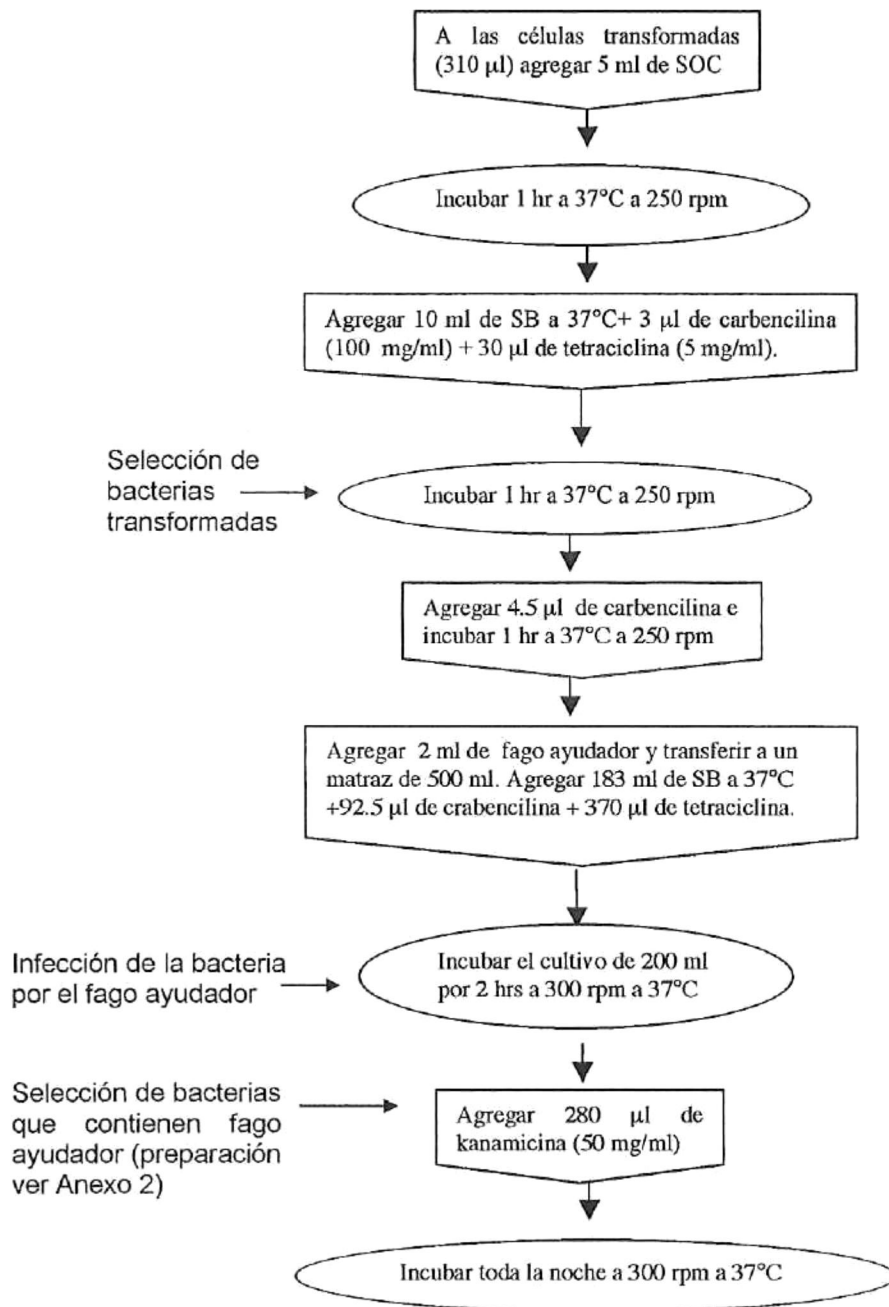 A las células transformadas
(310 µl) agregar 5 ml de SOC
Incubar 1 hr a 37°C a 250 rpm
Agregar 10 ml de SB a 37°C+ 3 µl de carbencilina
(100 mg/ml) + 30 µl de tetraciclina (5 mg/ml).
Selección de
bacterias
transformadas
Incubar 1 hr a 37°C a 250 rpm
Agregar 4.5 µl de carbencilina e
incubar 1 hr a 37°C a 250 rpm
Agregar 2 ml de fago ayudador y transferir a un
matraz de 500 ml. Agregar 183 ml de SB a 37°C
+92.5 µl de crabencilina + 370 µl de tetraciclina.
Infección de la bacteria
por el fago ayudador
Incubar el cultivo de 200 ml
por 2 hrs a 300 rpm a 37°C
Selección de bacterias
que contienen fago
ayudador (preparación
ver Anexo 2)
Agregar 280 µl de
kanamicina (50 mg/ml)
Incubar toda la noche a 300 rpm a 37°C